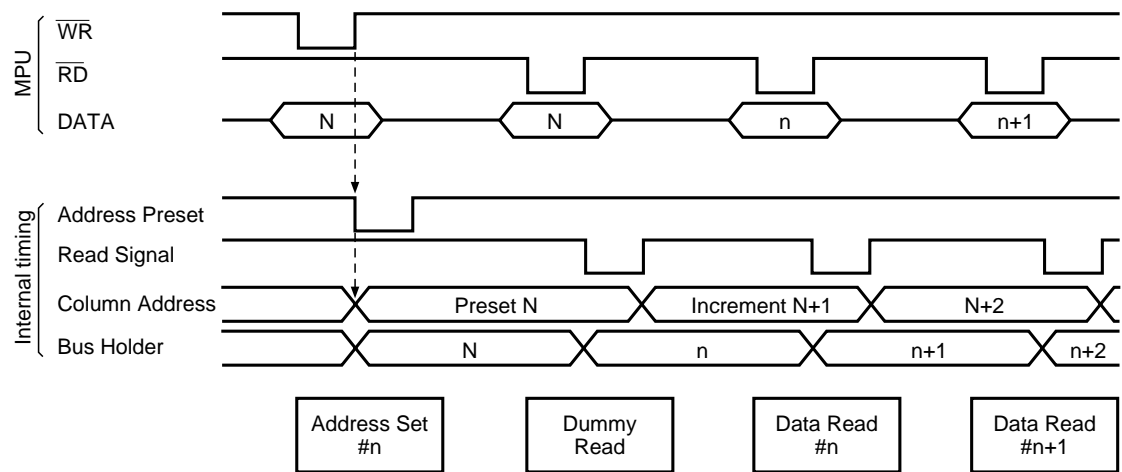 MPU
WR
RD
DATA
N
N
n
n+1
Internal timing
Address Preset
Read Signal
Column Address
Preset N
Increment N+1
N+2
Bus Holder
N
n
n+1
n+2
Address Set
#n
Dummy
Read
Data Read
#n
Data Read
#n+1